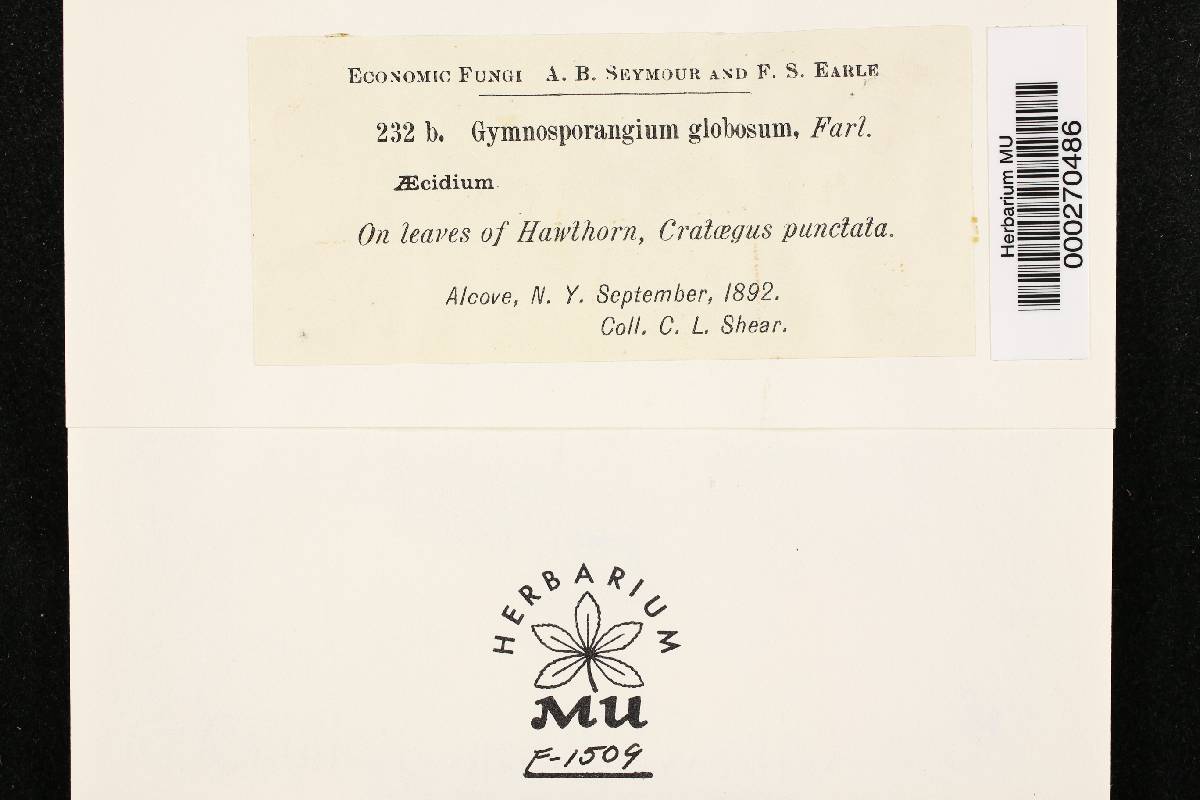 ECONOMIC FUNGI A. B. SEYMOUR AND F. S. EARLE
232 b. Gymnosporangium globosum, Farl.
Æcidium
On leaves of Hawthorn, Cratægus punctata.
Alcove, N. Y. September, 1892.
Coll. C. L. Shear.
Herbarium MU
000270486
HERBARIUM
MU
F-1509